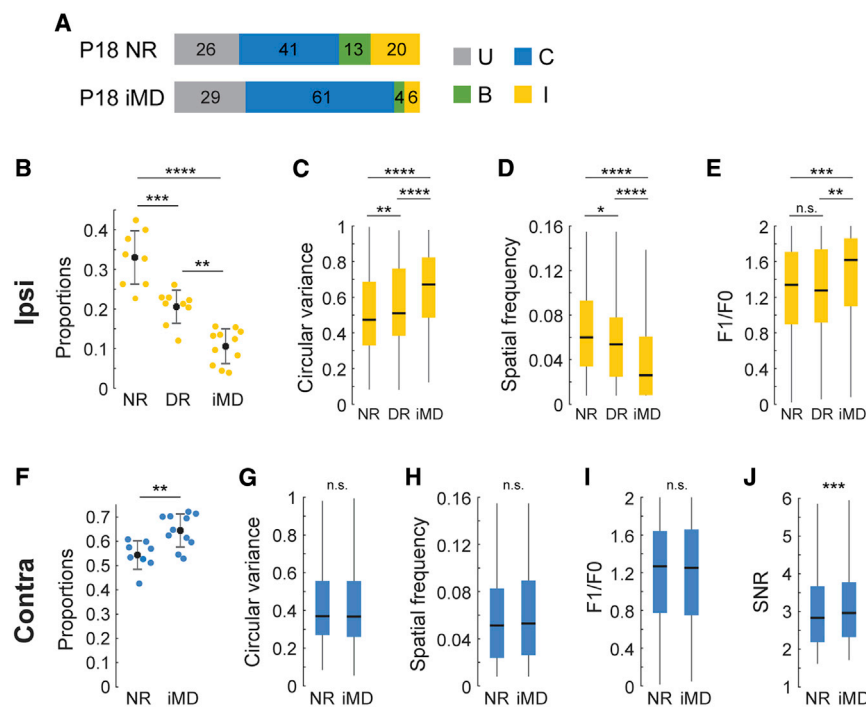 A
P18 NR 26 41 13 20
U C
P18 iMD 29 61 4 6
B I
B
C
D
E
**** 
*** 
**
Ipsi
Proportions
0.4
0.3
0.2
0.1
0
NR DR iMD
****
****
**
Circular variance
1
0.8
0.6
0.4
0.2
0
NR DR iMD
****
****
*
Spatial frequency
0.16
0.12
0.08
0.04
0
NR DR iMD
***
**
n.s.
F1/F0
2
1.6
1.2
0.8
0.4
0
NR DR iMD
F
G
H
I
J
**
Contra
Proportions
0.7
0.6
0.5
0.4
0.3
0.2
0.1
0
NR iMD
n.s.
Circular variance
1
0.8
0.6
0.4
0.2
0
NR iMD
n.s.
Spatial frequency
0.16
0.12
0.08
0.04
0
NR iMD
n.s.
F1/F0
2
1.6
1.2
0.8
0.4
0
NR iMD
***
SNR
6
5
4
3
2
1
NR iMD